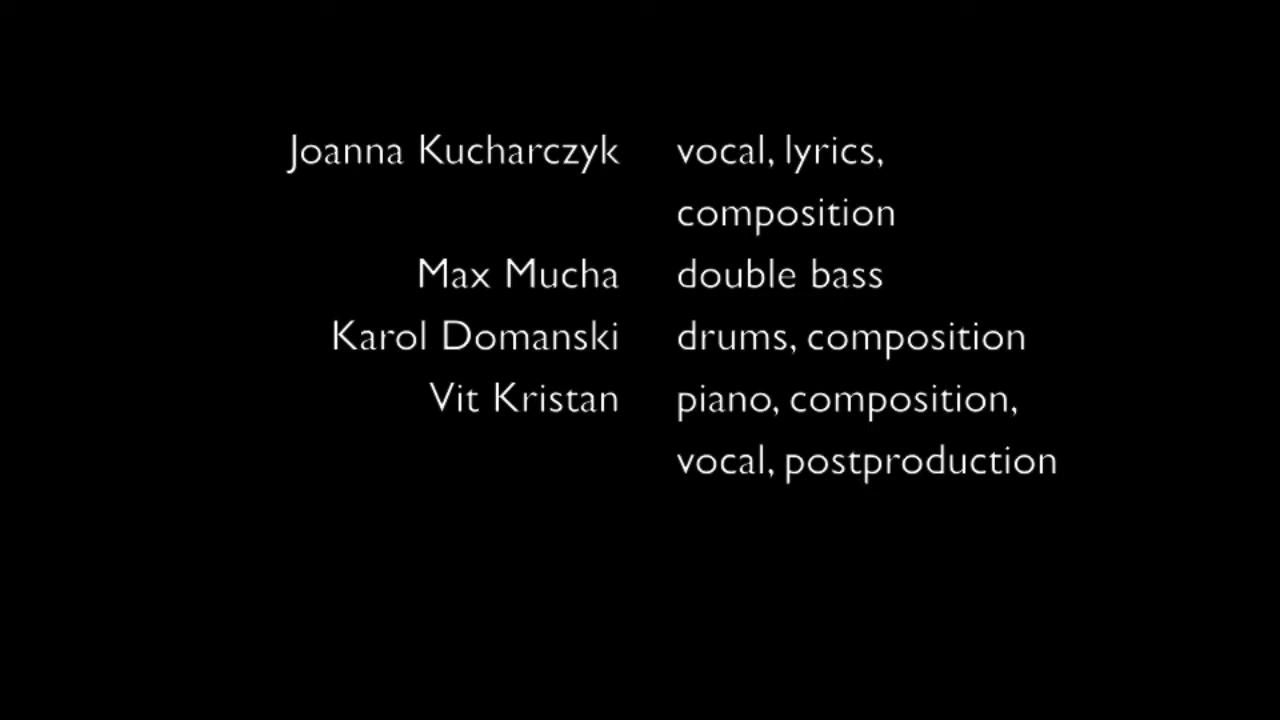 Joanna Kucharczyk vocal, lyrics,
composition
Max Mucha double bass
Karol Domanski drums, composition
Vit Kristan piano, composition,
vocal, postproduction